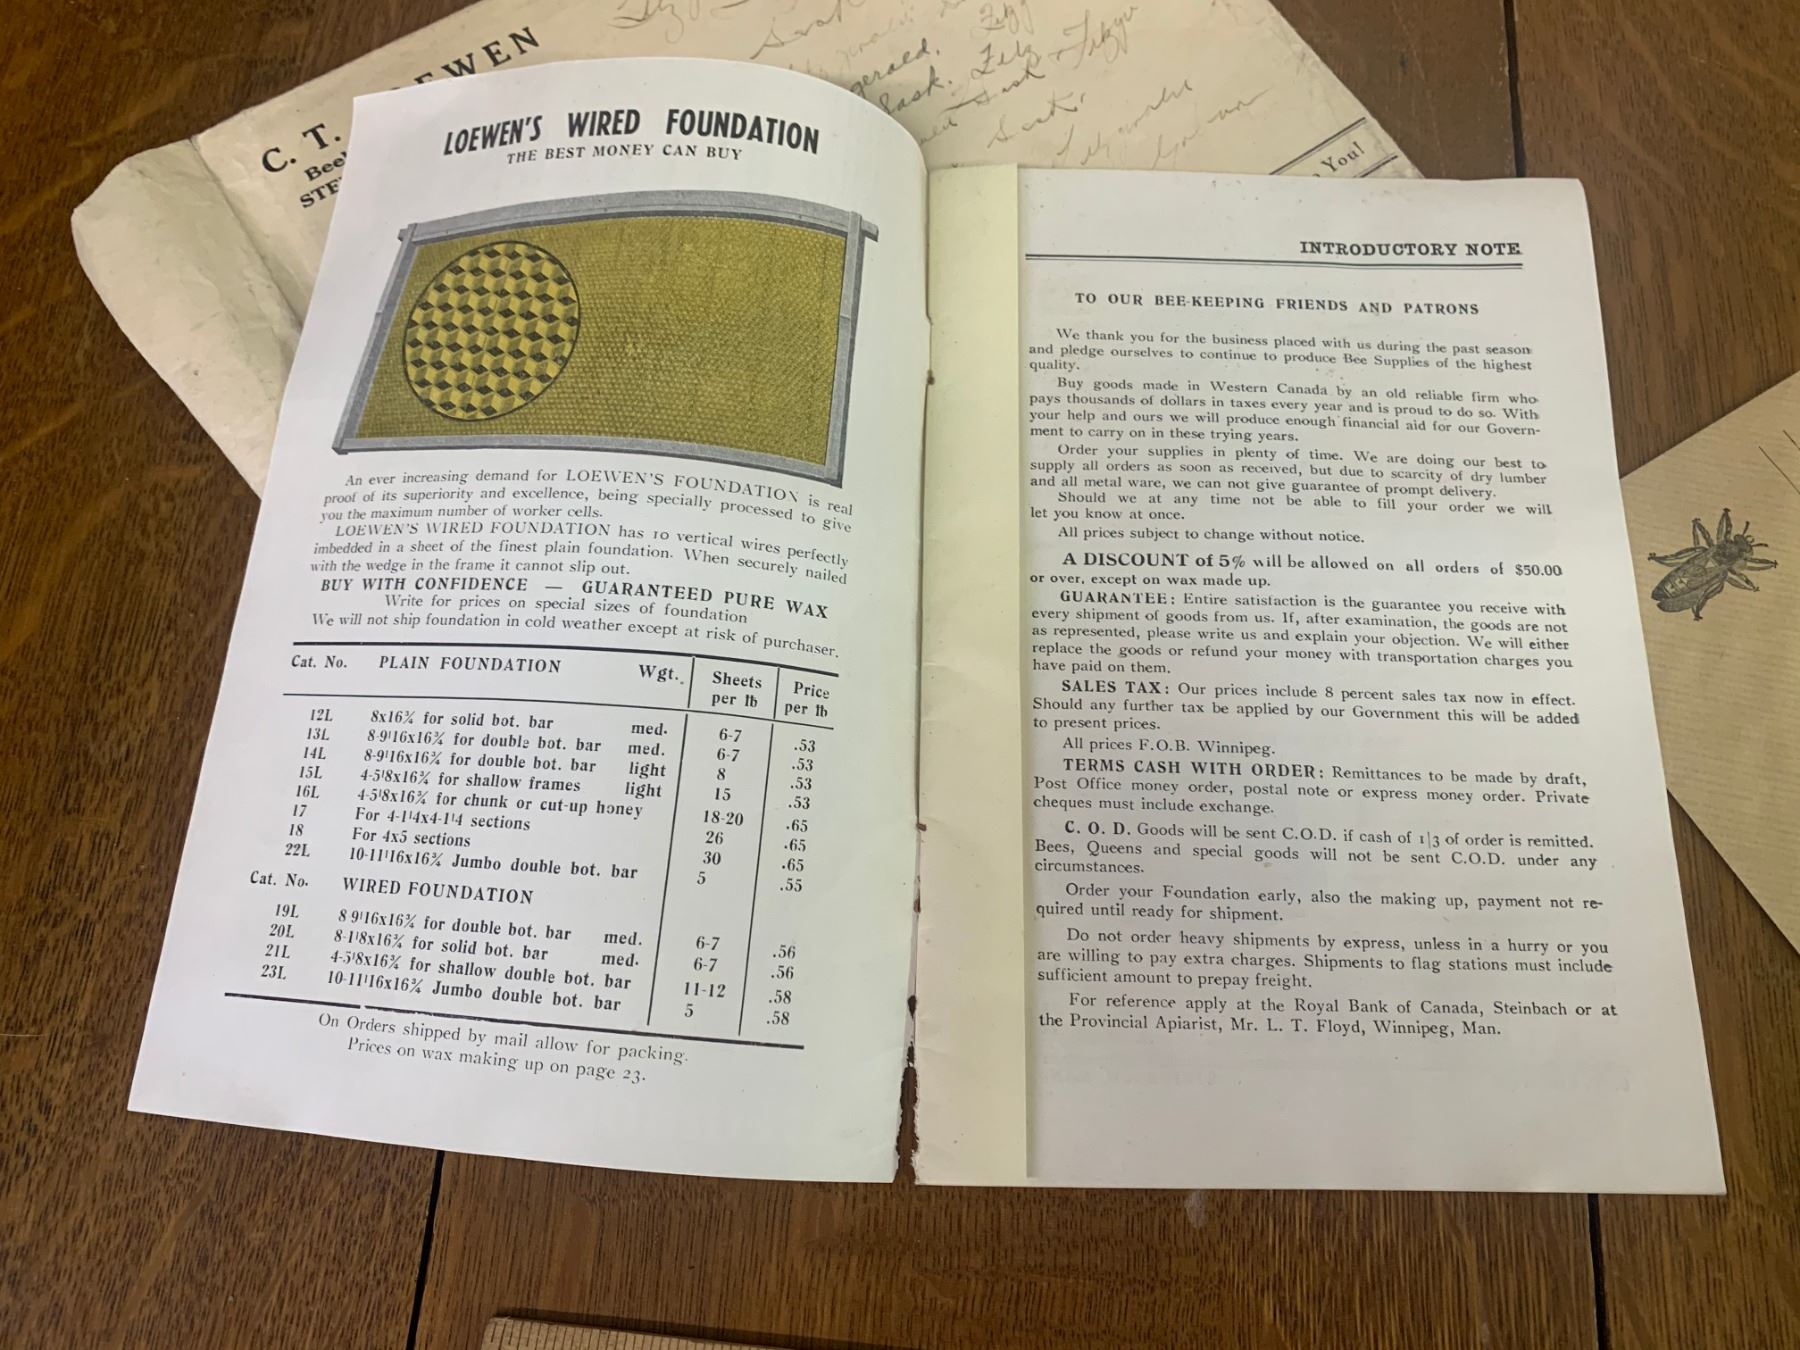 C. T.
EWEN
Sask.
Sask.
You!
LOEWEN'S WIRED FOUNDATION
THE BEST MONEY CAN BUY
An ever increasing demand for LOEWEN'S FOUNDATION is real
proof of its superiority and excellence, being specially processed to give
you the maximum number of worker cells.
LOEWEN'S WIRED FOUNDATION has 10 vertical wires perfectly
imbedded in a sheet of the finest plain foundation. When securely nailed
with the wedge in the frame it cannot slip out.
BUY WITH CONFIDENCE — GUARANTEED PURE WAX
Write for prices on special sizes of foundation
We will not ship foundation in cold weather except at risk of purchaser.
Cat. No. PLAIN FOUNDATION Wgt. Sheets per lb Price per lb
12L 8x16¾ for solid bot. bar med. 6-7 .53
13L 8-9|16x16¾ for double bot. bar med. 6-7 .53
14L 8-9|16x16¾ for double bot. bar light 8 .53
15L 4-5|8x16¾ for shallow frames light 15 .53
16L 4-5|8x16¾ for chunk or cut-up honey 18-20 .65
17 For 4-1|4x4-1|4 sections 26 .65
18 For 4x5 sections 30 .65
22L 10-11|16x16¾ Jumbo double bot. bar 5 .55
Cat. No. WIRED FOUNDATION
19L 8 9|16x16¾ for double bot. bar med. 6-7 .56
20L 8-1|8x16¾ for solid bot. bar med. 6-7 .56
21L 4-5|8x16¾ for shallow double bot. bar 11-12 .58
23L 10-11|16x16¾ Jumbo double bot. bar 5 .58
On Orders shipped by mail allow for packing.
Prices on wax making up on page 23.
INTRODUCTORY NOTE
TO OUR BEE-KEEPING FRIENDS AND PATRONS
We thank you for the business placed with us during the past season
and pledge ourselves to continue to produce Bee Supplies of the highest
quality.
Buy goods made in Western Canada by an old reliable firm who
pays thousands of dollars in taxes every year and is proud to do so. With
your help and ours we will produce enough financial aid for our Govern-
ment to carry on in these trying years.
Order your supplies in plenty of time. We are doing our best to
supply all orders as soon as received, but due to scarcity of dry lumber
and all metal ware, we can not give guarantee of prompt delivery.
Should we at any time not be able to fill your order we will
let you know at once.
All prices subject to change without notice.
A DISCOUNT of 5% will be allowed on all orders of $50.00
or over, except on wax made up.
GUARANTEE: Entire satisfaction is the guarantee you receive with
every shipment of goods from us. If, after examination, the goods are not
as represented, please write us and explain your objection. We will either
replace the goods or refund your money with transportation charges you
have paid on them.
SALES TAX: Our prices include 8 percent sales tax now in effect.
Should any further tax be applied by our Government this will be added
to present prices.
All prices F.O.B. Winnipeg.
TERMS CASH WITH ORDER: Remittances to be made by draft,
Post Office money order, postal note or express money order. Private
cheques must include exchange.
C. O. D. Goods will be sent C.O.D. if cash of 1|3 of order is remitted.
Bees, Queens and special goods will not be sent C.O.D. under any
circumstances.
Order your Foundation early, also the making up, payment not re-
quired until ready for shipment.
Do not order heavy shipments by express, unless in a hurry or you
are willing to pay extra charges. Shipments to flag stations must include
sufficient amount to prepay freight.
For reference apply at the Royal Bank of Canada, Steinbach or at
the Provincial Apiarist, Mr. L. T. Floyd, Winnipeg, Man.